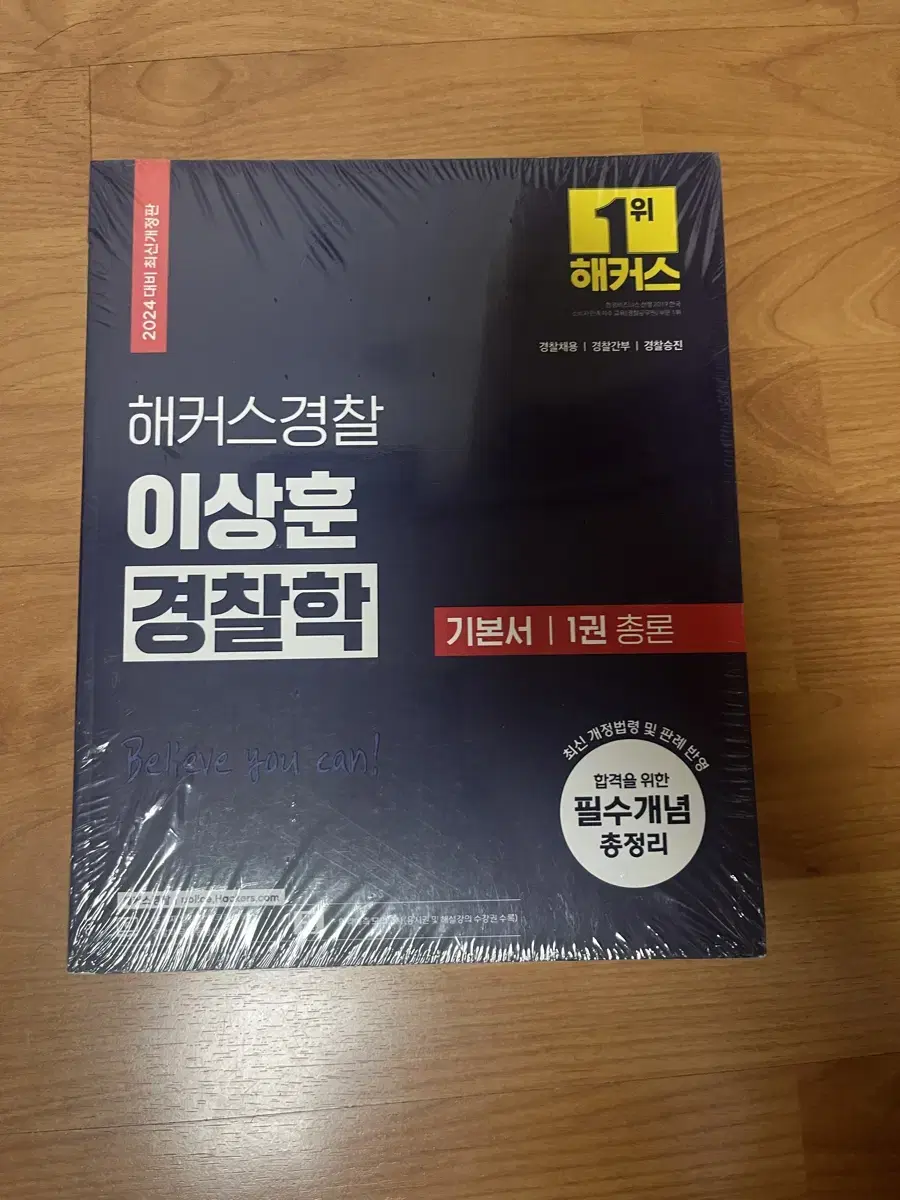 2024 대비 최신개정판
1위
해커스
경찰채용 | 경찰간부 | 경찰승진
해커스경찰
이상훈
경찰학
기본서 | 1권 총론
Believe you can!
최신 개정법령 및 판례 반영
합격을 위한
필수개념
총정리
police.Hackers.com